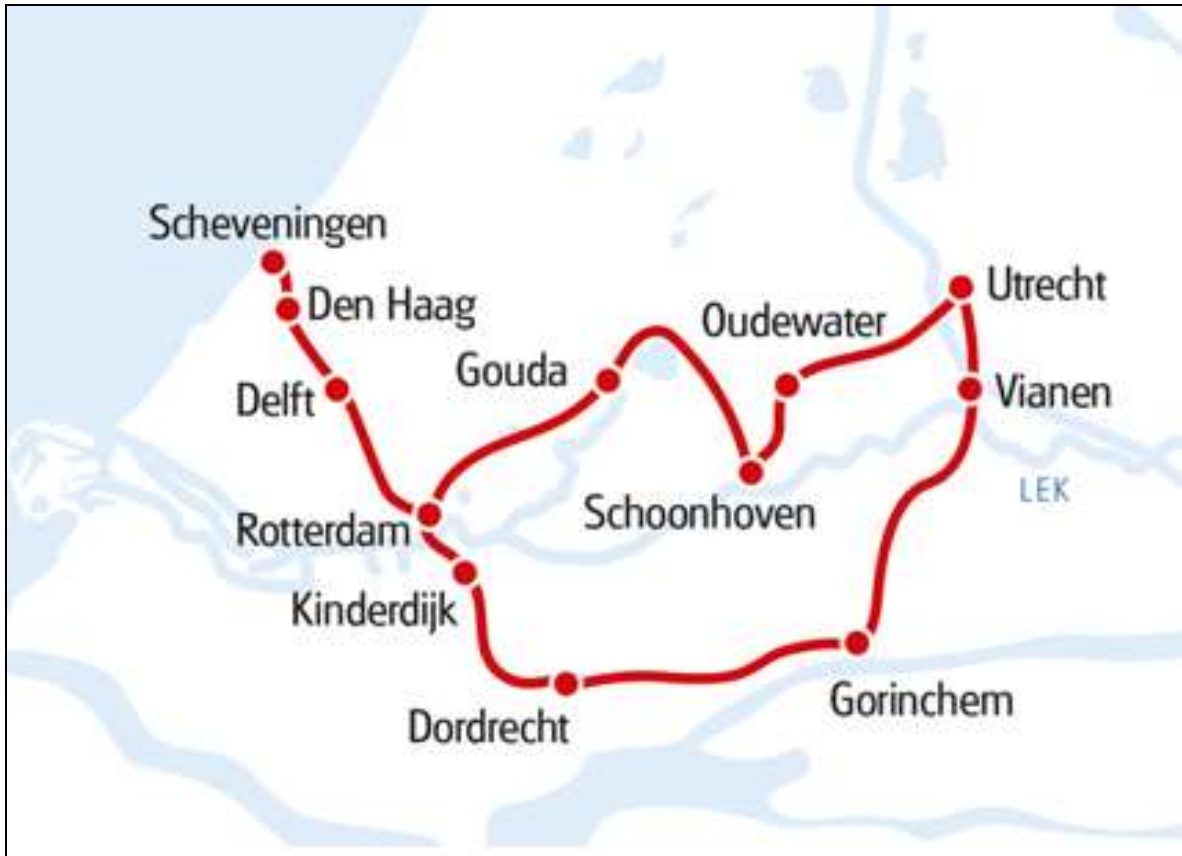 Scheveningen
Den Haag
Utrecht
Oudewater
Gouda
Delft
Vianen
LEK
Schoonhoven
Rotterdam
Kinderdijk
Gorinchem
Dordrecht